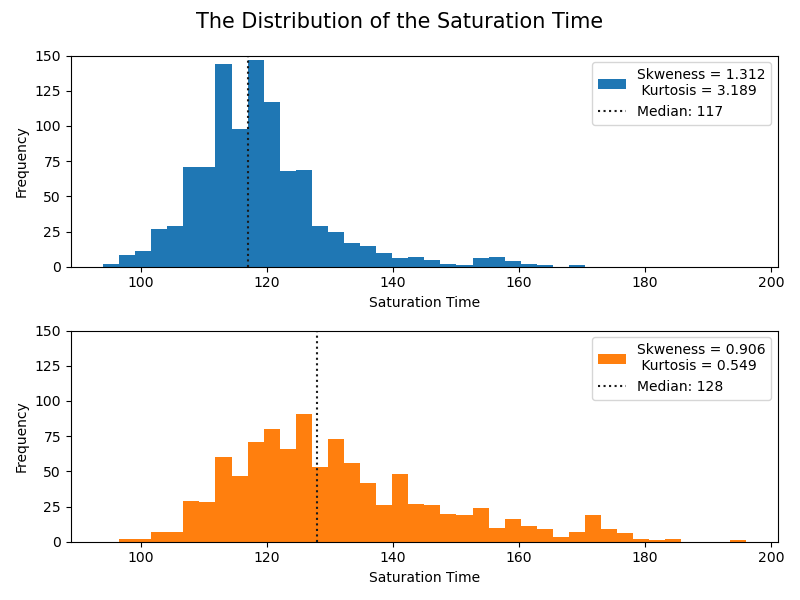 The Distribution of the Saturation Time
150
125
100
75
50
25
0
Frequency
Skweness = 1.312
Kurtosis = 3.189
Median: 117
100 120 140 160 180 200
Saturation Time
150
125
100
75
50
25
0
Frequency
Skweness = 0.906
Kurtosis = 0.549
Median: 128
100 120 140 160 180 200
Saturation Time